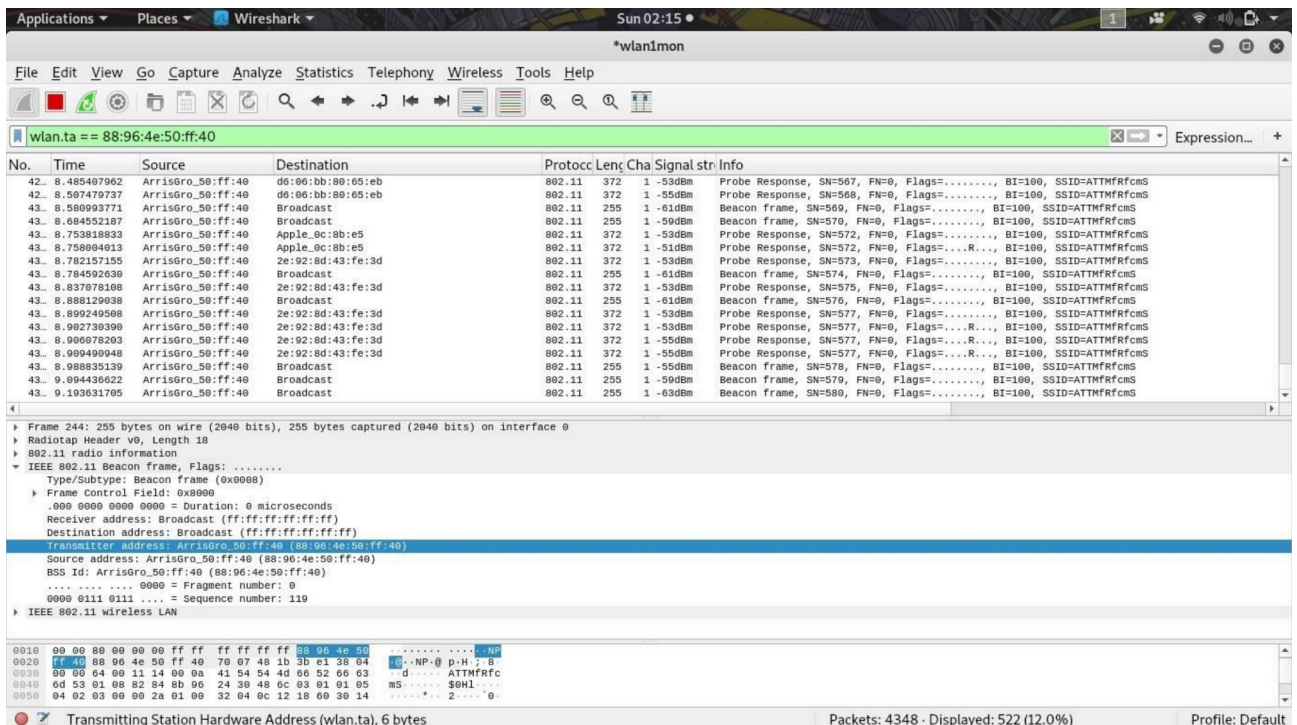 Applications Places Wireshark Sun 02:15 1
*wlan1mon
File Edit View Go Capture Analyze Statistics Telephony Wireless Tools Help
wlan.ta == 88:96:4e:50:ff:40 Expression... +
No. Time Source Destination Protocc Leng Cha Signal str Info
42… 8.485407962 ArrisGro_50:ff:40 d6:06:bb:80:65:eb 802.11 372 1 -53dBm Probe Response, SN=567, FN=0, Flags=........, BI=100, SSID=ATTMfRfcmS
42… 8.507479737 ArrisGro_50:ff:40 d6:06:bb:80:65:eb 802.11 372 1 -55dBm Probe Response, SN=568, FN=0, Flags=........, BI=100, SSID=ATTMfRfcmS
43… 8.580993771 ArrisGro_50:ff:40 Broadcast 802.11 255 1 -61dBm Beacon frame, SN=569, FN=0, Flags=........, BI=100, SSID=ATTMfRfcmS
43… 8.684552187 ArrisGro_50:ff:40 Broadcast 802.11 255 1 -59dBm Beacon frame, SN=570, FN=0, Flags=........, BI=100, SSID=ATTMfRfcmS
43… 8.753818833 ArrisGro_50:ff:40 Apple_0c:8b:e5 802.11 372 1 -53dBm Probe Response, SN=572, FN=0, Flags=........, BI=100, SSID=ATTMfRfcmS
43… 8.758004013 ArrisGro_50:ff:40 Apple_0c:8b:e5 802.11 372 1 -51dBm Probe Response, SN=572, FN=0, Flags=....R..., BI=100, SSID=ATTMfRfcmS
43… 8.782157155 ArrisGro_50:ff:40 2e:92:8d:43:fe:3d 802.11 372 1 -53dBm Probe Response, SN=573, FN=0, Flags=........, BI=100, SSID=ATTMfRfcmS
43… 8.784592630 ArrisGro_50:ff:40 Broadcast 802.11 255 1 -61dBm Beacon frame, SN=574, FN=0, Flags=........, BI=100, SSID=ATTMfRfcmS
43… 8.837078108 ArrisGro_50:ff:40 2e:92:8d:43:fe:3d 802.11 372 1 -53dBm Probe Response, SN=575, FN=0, Flags=........, BI=100, SSID=ATTMfRfcmS
43… 8.888129038 ArrisGro_50:ff:40 Broadcast 802.11 255 1 -61dBm Beacon frame, SN=576, FN=0, Flags=........, BI=100, SSID=ATTMfRfcmS
43… 8.899249508 ArrisGro_50:ff:40 2e:92:8d:43:fe:3d 802.11 372 1 -53dBm Probe Response, SN=577, FN=0, Flags=........, BI=100, SSID=ATTMfRfcmS
43… 8.902730390 ArrisGro_50:ff:40 2e:92:8d:43:fe:3d 802.11 372 1 -53dBm Probe Response, SN=577, FN=0, Flags=....R..., BI=100, SSID=ATTMfRfcmS
43… 8.906078203 ArrisGro_50:ff:40 2e:92:8d:43:fe:3d 802.11 372 1 -55dBm Probe Response, SN=577, FN=0, Flags=....R..., BI=100, SSID=ATTMfRfcmS
43… 8.909490948 ArrisGro_50:ff:40 2e:92:8d:43:fe:3d 802.11 372 1 -55dBm Probe Response, SN=577, FN=0, Flags=....R..., BI=100, SSID=ATTMfRfcmS
43… 8.988835139 ArrisGro_50:ff:40 Broadcast 802.11 255 1 -55dBm Beacon frame, SN=578, FN=0, Flags=........, BI=100, SSID=ATTMfRfcmS
43… 9.094436622 ArrisGro_50:ff:40 Broadcast 802.11 255 1 -59dBm Beacon frame, SN=579, FN=0, Flags=........, BI=100, SSID=ATTMfRfcmS
43… 9.193631705 ArrisGro_50:ff:40 Broadcast 802.11 255 1 -63dBm Beacon frame, SN=580, FN=0, Flags=........, BI=100, SSID=ATTMfRfcmS
Frame 244: 255 bytes on wire (2040 bits), 255 bytes captured (2040 bits) on interface 0
Radiotap Header v0, Length 18
802.11 radio information
IEEE 802.11 Beacon frame, Flags: ........
Type/Subtype: Beacon frame (0x0008)
Frame Control Field: 0x8000
.000 0000 0000 0000 = Duration: 0 microseconds
Receiver address: Broadcast (ff:ff:ff:ff:ff:ff)
Destination address: Broadcast (ff:ff:ff:ff:ff:ff)
Transmitter address: ArrisGro_50:ff:40 (88:96:4e:50:ff:40)
Source address: ArrisGro_50:ff:40 (88:96:4e:50:ff:40)
BSS Id: ArrisGro_50:ff:40 (88:96:4e:50:ff:40)
.... .... .... 0000 = Fragment number: 0
0000 0111 0111 .... = Sequence number: 119
IEEE 802.11 wireless LAN
0010 00 00 80 00 00 00 ff ff ff ff ff ff 88 96 4e 50 ········ ······NP
0020 ff 40 88 96 4e 50 ff 40 70 07 48 1b 3b e1 38 04 ·@··NP·@ p·H·;·8·
0030 00 00 64 00 11 14 00 0a 41 54 54 4d 66 52 66 63 ··d····· ATTMfRfc
0040 6d 53 01 08 82 84 8b 96 24 30 48 6c 03 01 01 05 mS······ $0Hl····
0050 04 02 03 00 00 2a 01 00 32 04 0c 12 18 60 30 14 ·····*·· 2····`0·
Transmitting Station Hardware Address (wlan.ta), 6 bytes Packets: 4348 · Displayed: 522 (12.0%) Profile: Default